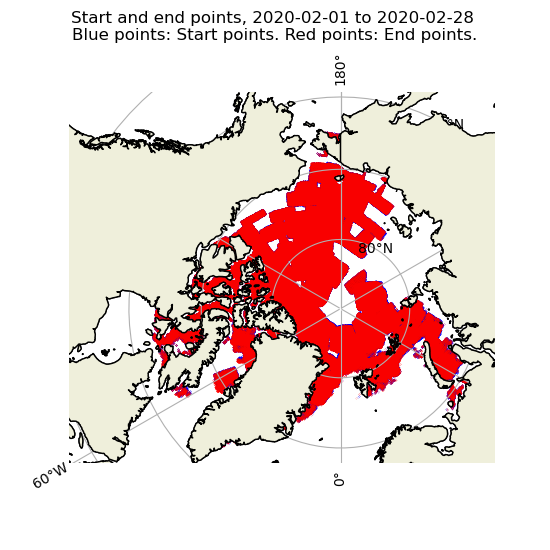 Start and end points, 2020-02-01 to 2020-02-28
Blue points: Start points. Red points: End points.
180°
80°N
60°W
0°